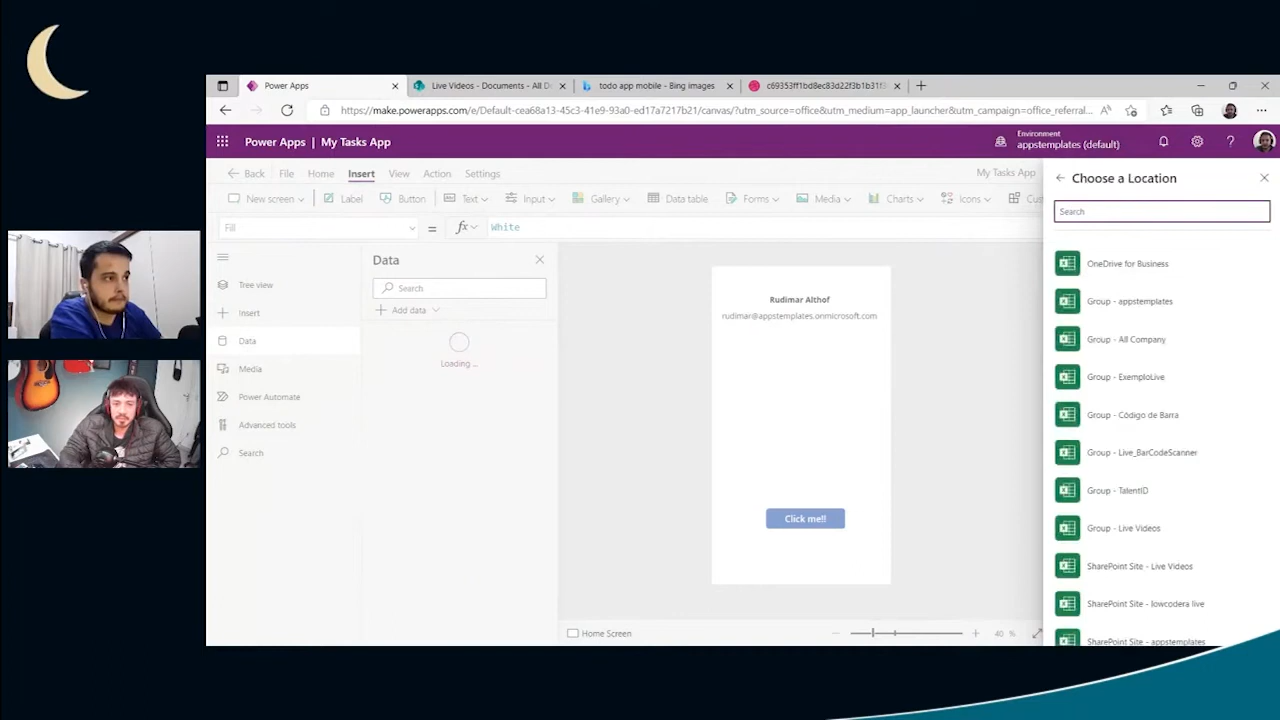 Power Apps
Live Videos - Documents - All D
todo app mobile - Bing images
c69353ff1bd8ec83d22f3b1b31f
https://make.powerapps.com/e/Default-cea68a13-45c3-41e9-93a0-ed17a7217b21/canvas/?utm_source=office&utm_medium=app_launcher&utm_campaign=office_referral...
Power Apps | My Tasks App
Environment
appstemplates (default)
Back File Home Insert View Action Settings
My Tasks App
New screen Label Button Text Input Gallery Data table Forms Media Charts Icons Cus
Fill = fx White
Data
Search
Add data
Loading ...
Tree view
Insert
Data
Media
Power Automate
Advanced tools
Search
Rudimar Althof
rudimar@appstemplates.onmicrosoft.com
Click me!!
Home Screen
40 %
Choose a Location
Search
OneDrive for Business
Group - appstemplates
Group - All Company
Group - ExemploLive
Group - Código de Barra
Group - Live_BarCodeScanner
Group - TalentID
Group - Live Videos
SharePoint Site - Live Videos
SharePoint Site - lowcodera live
SharePoint Site - appstemplates